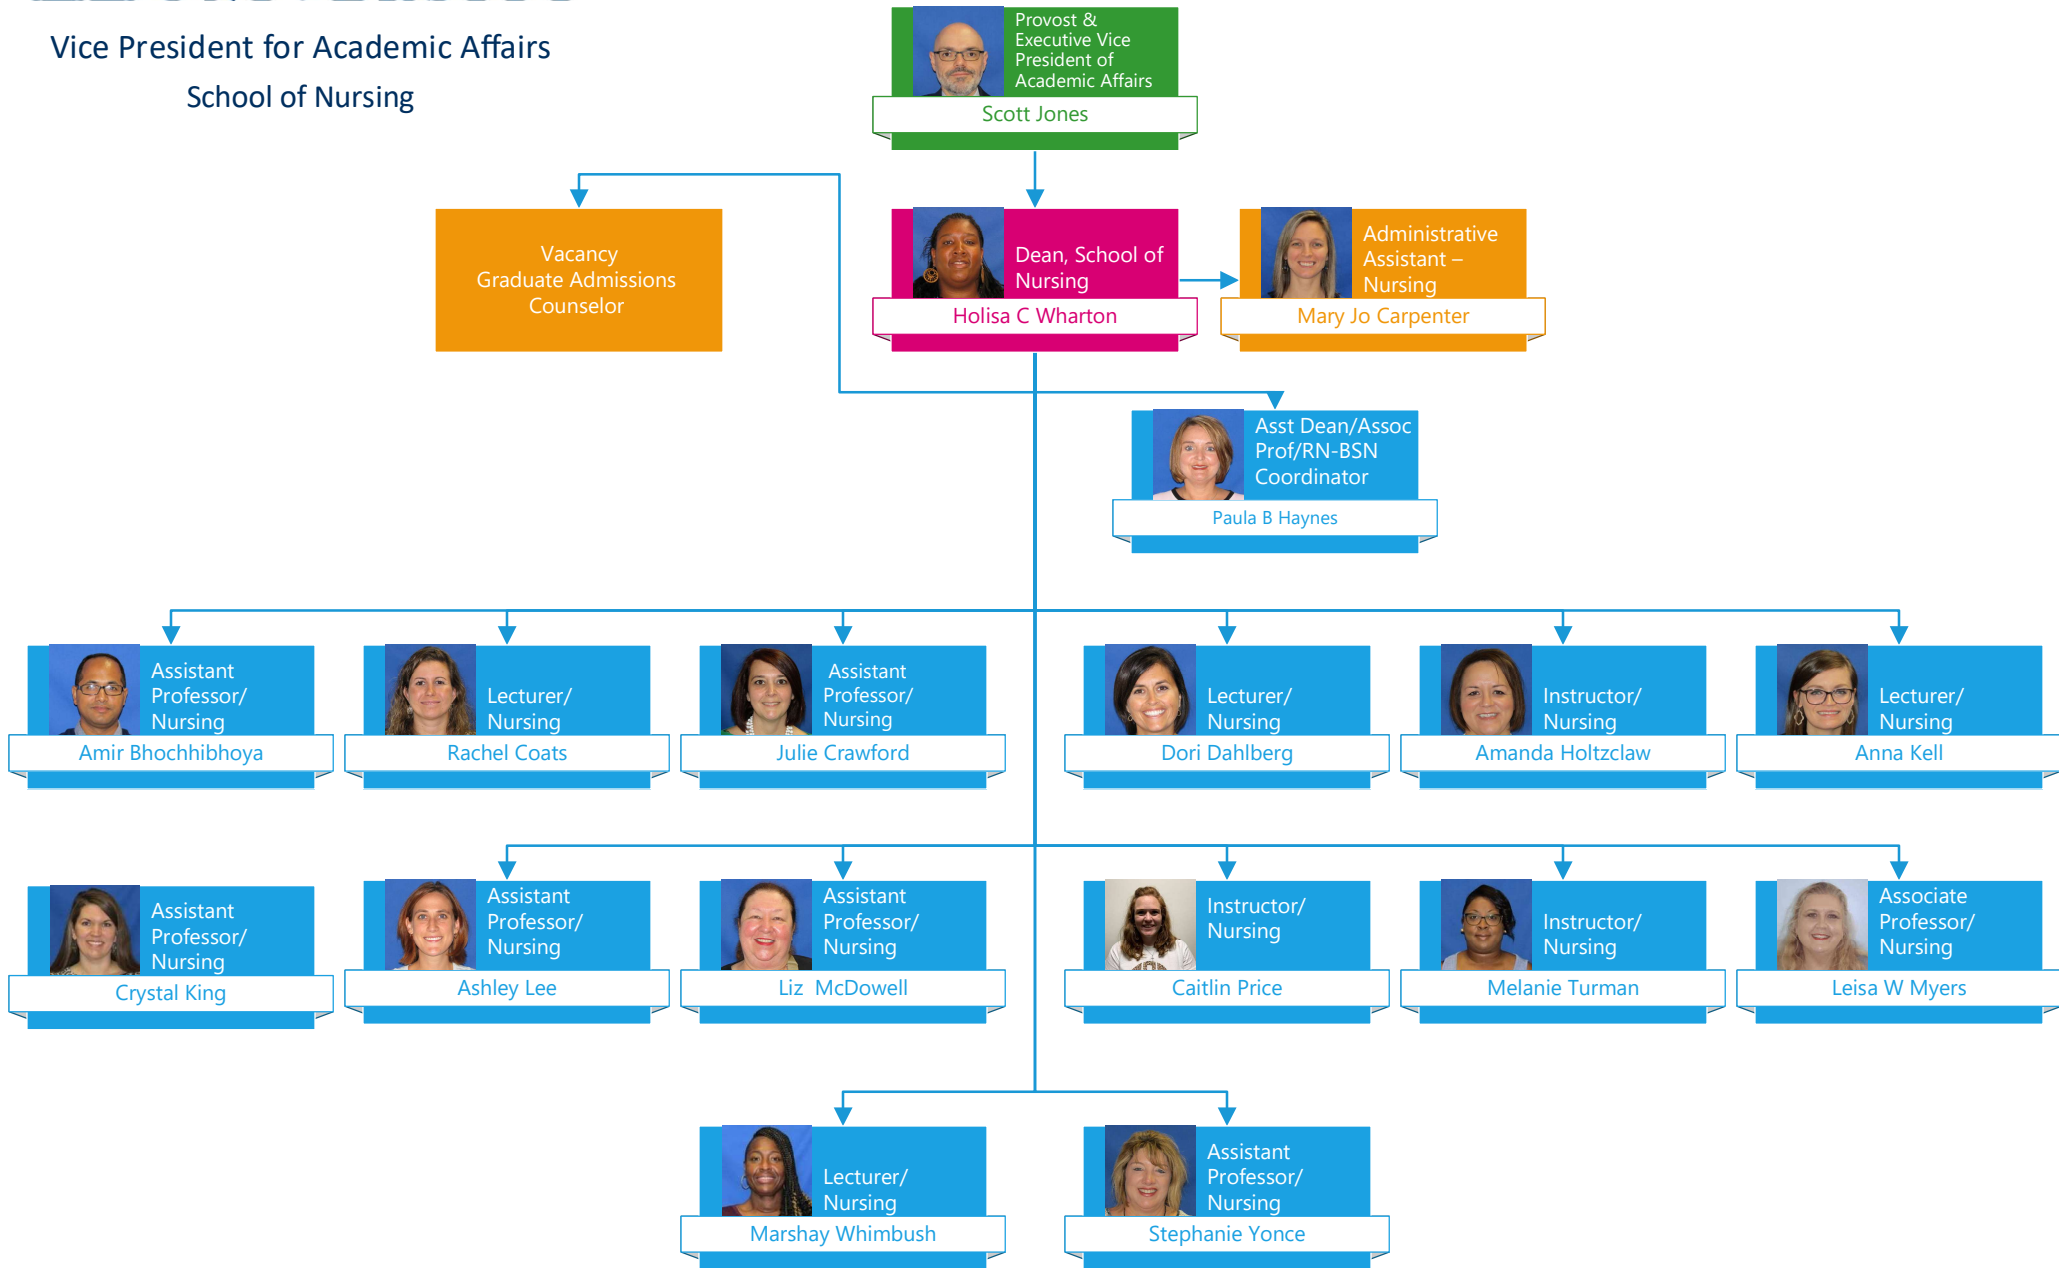 Vice President for Academic Affairs
School of Nursing
Provost &
Executive Vice
President of
Academic Affairs
Scott Jones
Vacancy
Graduate Admissions
Counselor
Dean, School of
Nursing
Holisa C Wharton
Administrative
Assistant –
Nursing
Mary Jo Carpenter
Asst Dean/Assoc
Prof/RN-BSN
Coordinator
Paula B Haynes
Assistant
Professor/
Nursing
Amir Bhochhibhoya
Lecturer/
Nursing
Rachel Coats
Assistant
Professor/
Nursing
Julie Crawford
Lecturer/
Nursing
Dori Dahlberg
Instructor/
Nursing
Amanda Holtzclaw
Lecturer/
Nursing
Anna Kell
Assistant
Professor/
Nursing
Crystal King
Assistant
Professor/
Nursing
Ashley Lee
Assistant
Professor/
Nursing
Liz  McDowell
Instructor/
Nursing
Caitlin Price
Instructor/
Nursing
Melanie Turman
Associate
Professor/
Nursing
Leisa W Myers
Lecturer/
Nursing
Marshay Whimbush
Assistant
Professor/
Nursing
Stephanie Yonce